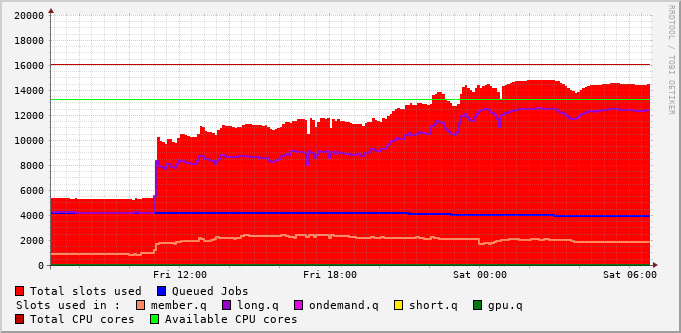 20000
18000
16000
14000
12000
10000
8000
6000
4000
2000
0
Fri 12:00 Fri 18:00 Sat 00:00 Sat 06:00
RRDTOOL / TOBI OETIKER
Total slots used Queued Jobs
Slots used in : member.q long.q ondemand.q short.q gpu.q
Total CPU cores Available CPU cores